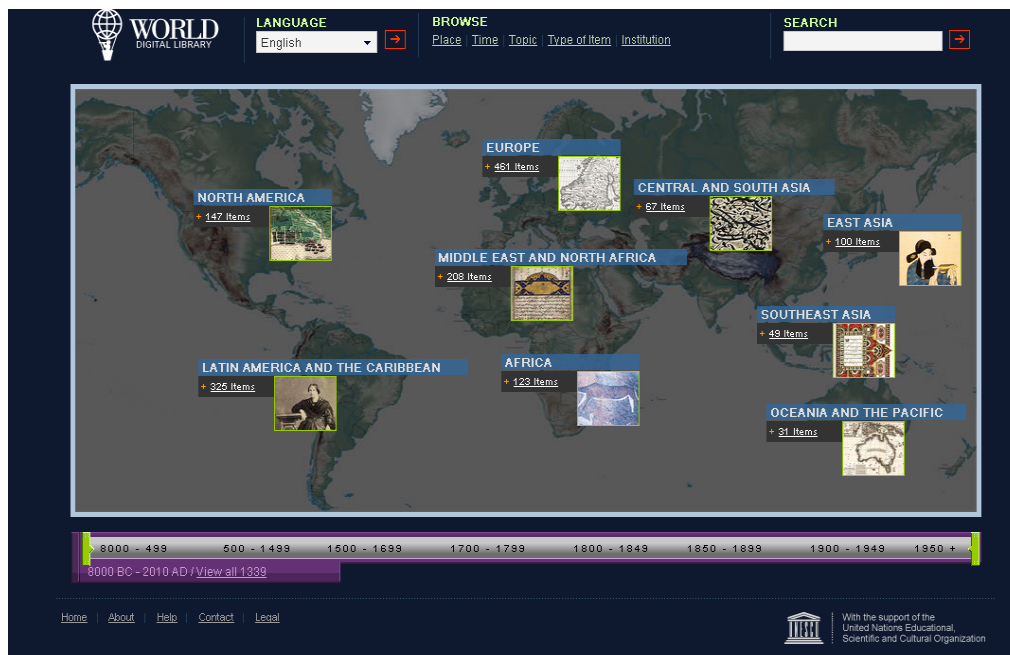 WORLD
DIGITAL LIBRARY
LANGUAGE
English
BROWSE
Place | Time | Topic | Type of Item | Institution
SEARCH
EUROPE
+ 461 Items
CENTRAL AND SOUTH ASIA
+ 67 Items
NORTH AMERICA
+ 147 Items
EAST ASIA
+ 100 Items
MIDDLE EAST AND NORTH AFRICA
+ 208 Items
SOUTHEAST ASIA
+ 49 Items
LATIN AMERICA AND THE CARIBBEAN
+ 325 Items
AFRICA
+ 123 Items
OCEANIA AND THE PACIFIC
+ 31 Items
8000 - 499 500 - 1499 1500 - 1699 1700 - 1799 1800 - 1849 1850 - 1899 1900 - 1949 1950 +
8000 BC - 2010 AD / View all 1339
Home | About | Help | Contact | Legal
UNESCO
With the support of the
United Nations Educational,
Scientific and Cultural Organization